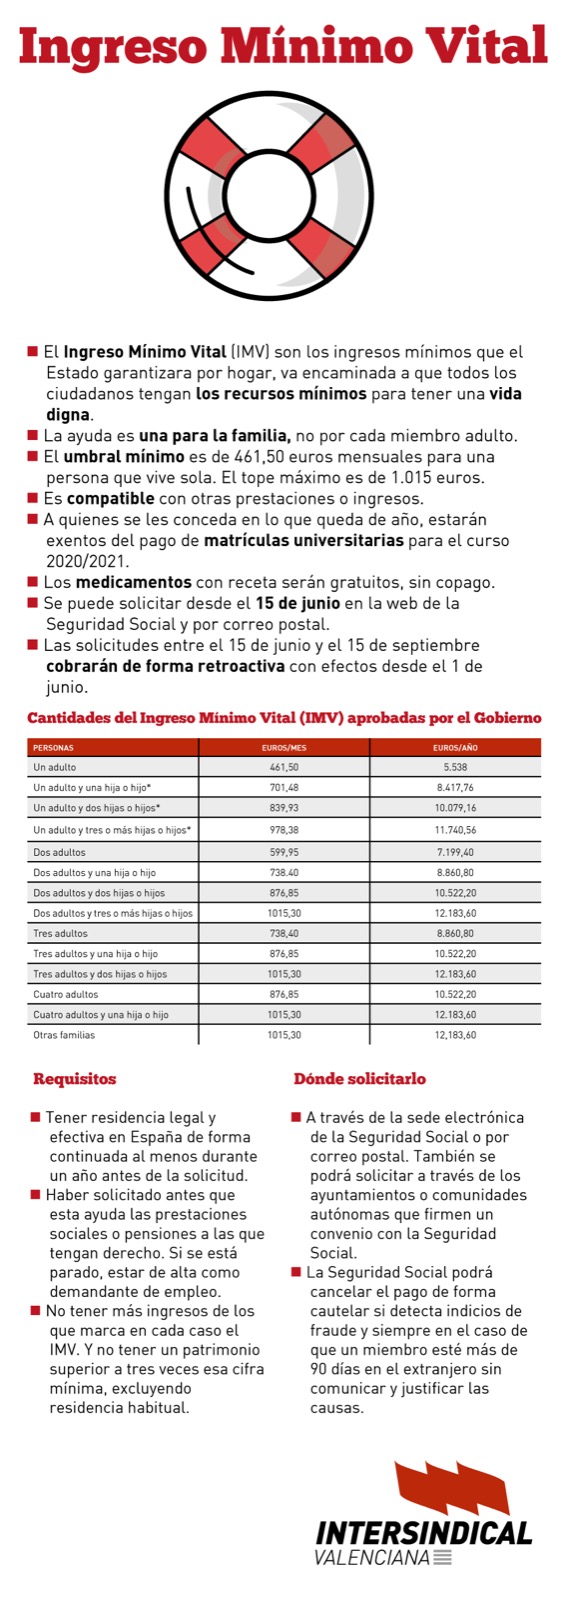 Ingreso Mínimo Vital
■ El Ingreso Mínimo Vital (IMV) son los ingresos mínimos que el
Estado garantizara por hogar, va encaminada a que todos los
ciudadanos tengan los recursos mínimos para tener una vida
digna.
■ La ayuda es una para la familia, no por cada miembro adulto.
■ El umbral mínimo es de 461,50 euros mensuales para una
persona que vive sola. El tope máximo es de 1.015 euros.
■ Es compatible con otras prestaciones o ingresos.
■ A quienes se les conceda en lo que queda de año, estarán
exentos del pago de matrículas universitarias para el curso
2020/2021.
■ Los medicamentos con receta serán gratuitos, sin copago.
■ Se puede solicitar desde el 15 de junio en la web de la
Seguridad Social y por correo postal.
■ Las solicitudes entre el 15 de junio y el 15 de septiembre
cobrarán de forma retroactiva con efectos desde el 1 de
junio.
Cantidades del Ingreso Mínimo Vital (IMV) aprobadas por el Gobierno
PERSONAS EUROS/MES EUROS/AÑO
Un adulto 461,50 5.538
Un adulto y una hija o hijo* 701,48 8.417,76
Un adulto y dos hijas o hijos* 839,93 10.079,16
Un adulto y tres o más hijas o hijos* 978,38 11.740,56
Dos adultos 599,95 7.199,40
Dos adultos y una hija o hijo 738.40 8.860,80
Dos adultos y dos hijas o hijos 876,85 10.522,20
Dos adultos y tres o más hijas o hijos 1015,30 12.183,60
Tres adultos 738,40 8.860,80
Tres adultos y una hija o hijo 876,85 10.522,20
Tres adultos y dos hijas o hijos 1015,30 12.183,60
Cuatro adultos 876,85 10.522,20
Cuatro adultos y una hija o hijo 1015,30 12.183,60
Otras familias 1015,30 12,183,60
Requisitos
■ Tener residencia legal y
efectiva en España de forma
continuada al menos durante
un año antes de la solicitud.
■ Haber solicitado antes que
esta ayuda las prestaciones
sociales o pensiones a las que
tengan derecho. Si se está
parado, estar de alta como
demandante de empleo.
■ No tener más ingresos de los
que marca en cada caso el
IMV. Y no tener un patrimonio
superior a tres veces esa cifra
mínima, excluyendo
residencia habitual.
Dónde solicitarlo
■ A través de la sede electrónica
de la Seguridad Social o por
correo postal. También se
podrá solicitar a través de los
ayuntamientos o comunidades
autónomas que firmen un
convenio con la Seguridad
Social.
■ La Seguridad Social podrá
cancelar el pago de forma
cautelar si detecta indicios de
fraude y siempre en el caso de
que un miembro esté más de
90 días en el extranjero sin
comunicar y justificar las
causas.
INTERSINDICAL
VALENCIANA